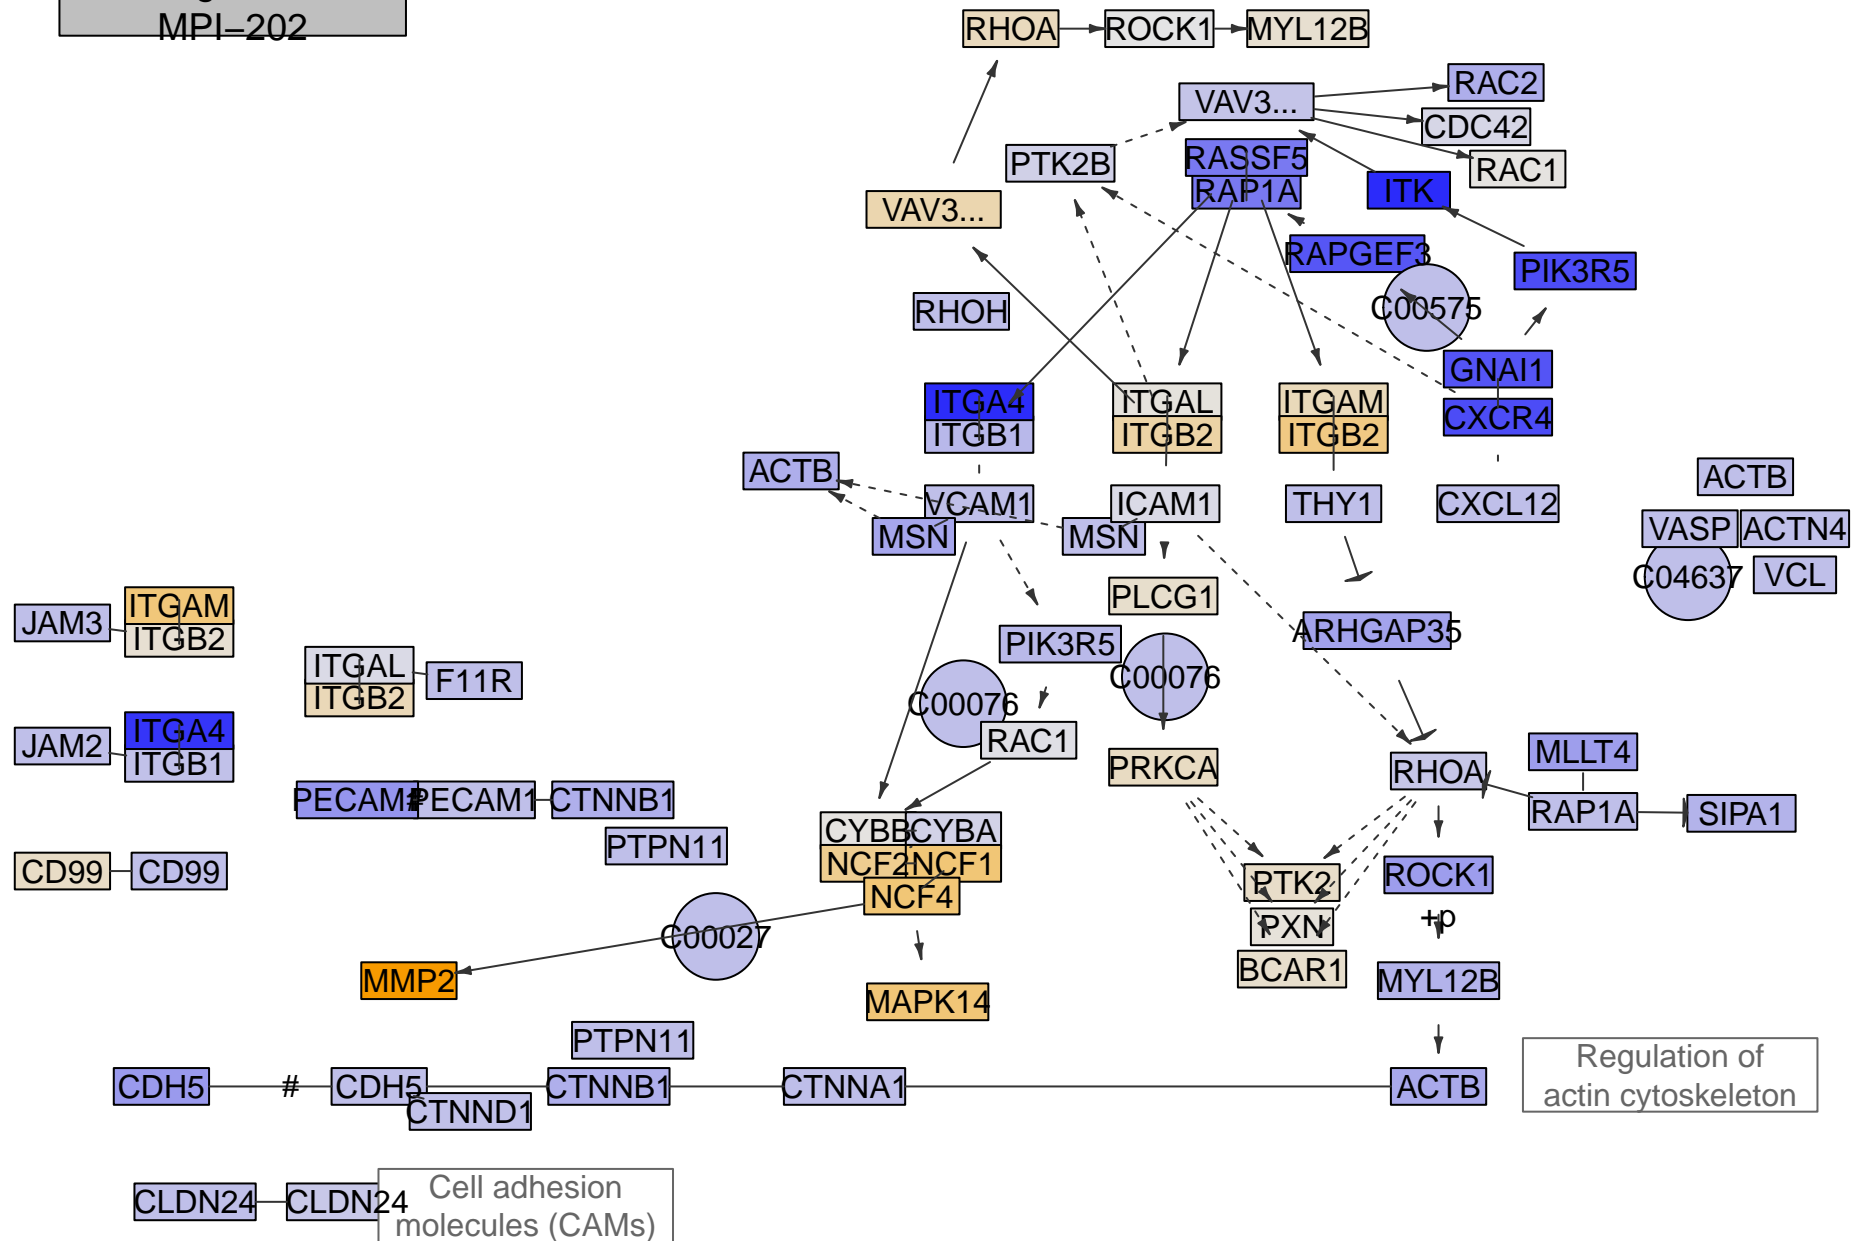 MPI−202
RHOA
ROCK1
MYL12B
RAC2
VAV3...
CDC42
PTK2B
RASSF5
RAC1
RAP1A
ITK
VAV3...
RAPGEF3
PIK3R5
RHOH
C00575
GNAI1
ITGA4
ITGAL
ITGAM
CXCR4
ITGB1
ITGB2
ITGB2
ACTB
ACTB
VCAM1
ICAM1
THY1
CXCL12
MSN
MSN
VASP
ACTN4
C04637
VCL
PLCG1
ITGAM
JAM3
ITGB2
ARHGAP35
PIK3R5
ITGAL
F11R
C00076
ITGB2
C00076
ITGA4
JAM2
RAC1
ITGB1
PRKCA
RHOA
MLLT4
PECAM1
#
PECAM1
CTNNB1
RAP1A
SIPA1
CYBB
CYBA
PTPN11
NCF2
NCF1
CD99
CD99
PTK2
ROCK1
NCF4
+p
PXN
C00027
BCAR1
MMP2
MYL12B
MAPK14
PTPN11
Regulation of
actin cytoskeleton
CDH5
#
CDH5
CTNNB1
CTNNA1
ACTB
CTNND1
Cell adhesion
molecules (CAMs)
CLDN24
CLDN24